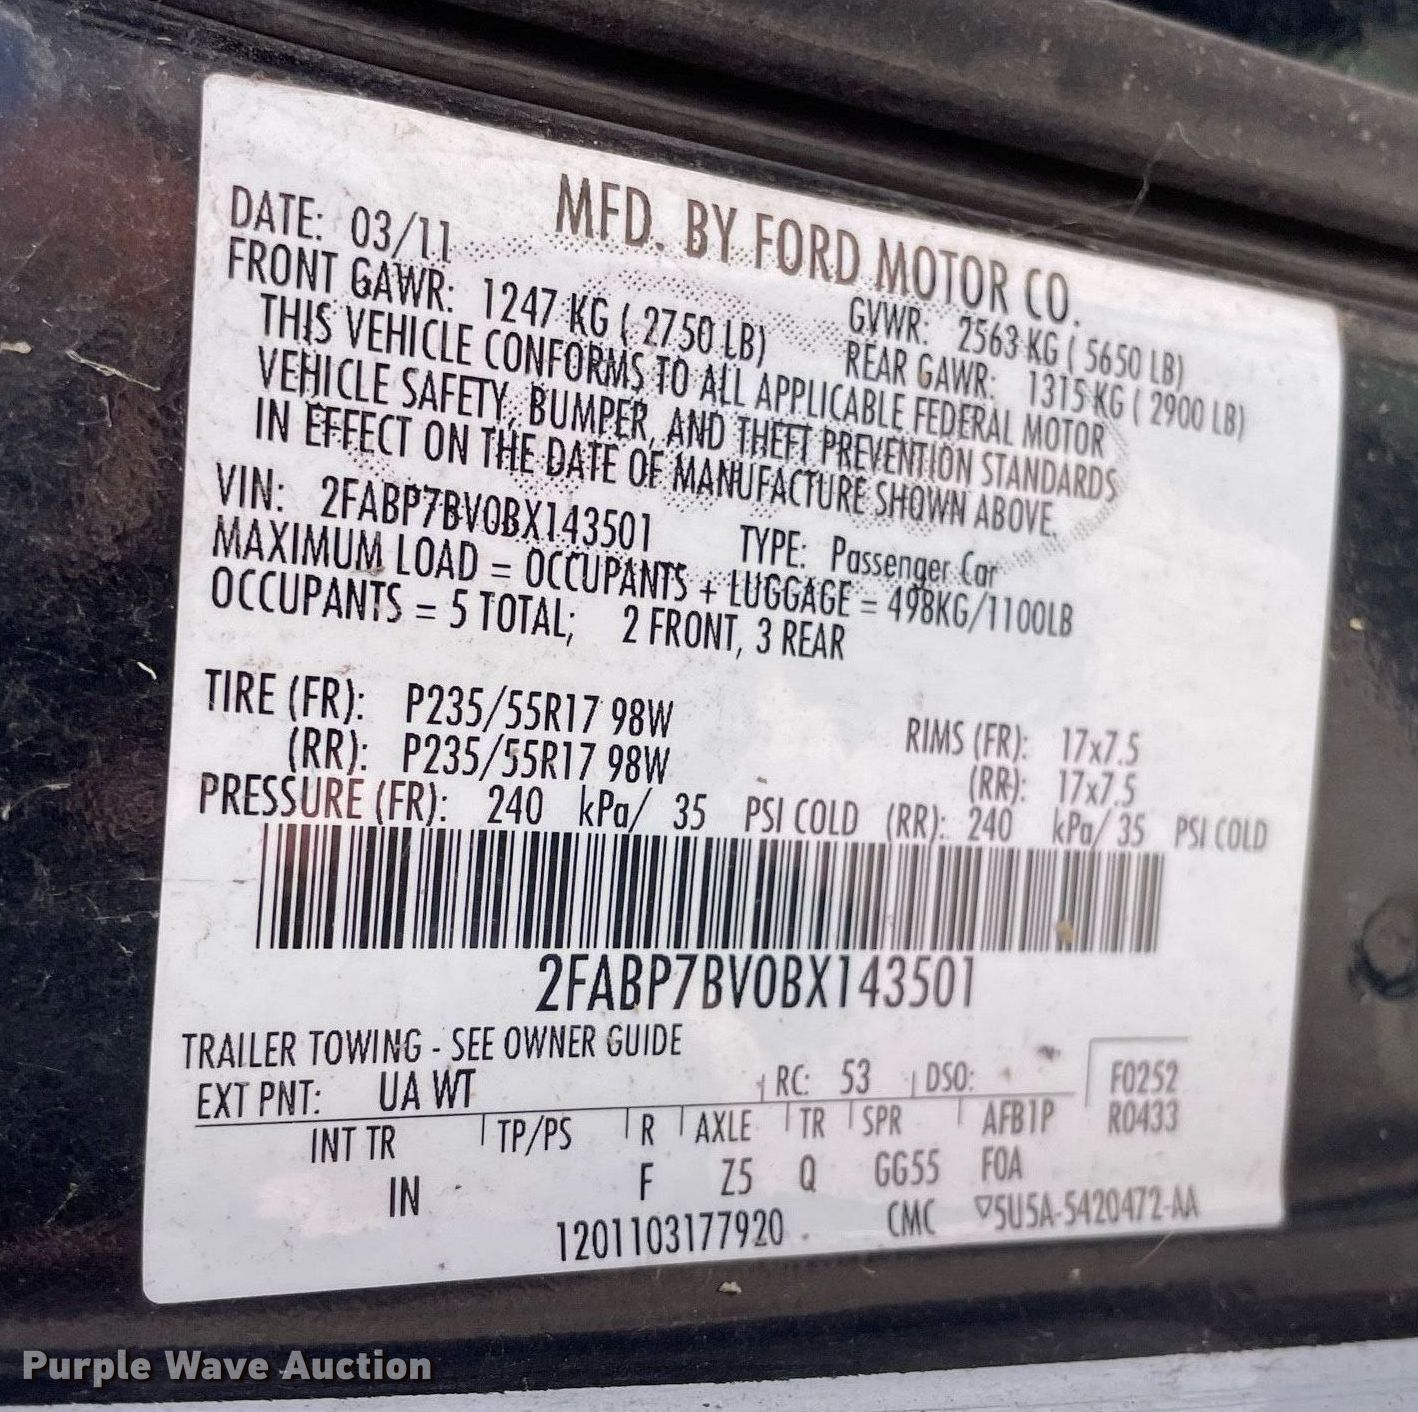 MFD. BY FORD MOTOR CO.
DATE: 03/11 GVWR: 2563 KG ( 5650 LB)
FRONT GAWR: 1247 KG ( 2750 LB) REAR GAWR: 1315 KG ( 2900 LB)
THIS VEHICLE CONFORMS TO ALL APPLICABLE FEDERAL MOTOR
VEHICLE SAFETY, BUMPER, AND THEFT PREVENTION STANDARDS
IN EFFECT ON THE DATE OF MANUFACTURE SHOWN ABOVE.
VIN: 2FABP7BV0BX143501 TYPE: Passenger Car
MAXIMUM LOAD = OCCUPANTS + LUGGAGE = 498KG/1100LB
OCCUPANTS = 5 TOTAL; 2 FRONT, 3 REAR
TIRE (FR): P235/55R17 98W RIMS (FR): 17x7.5
(RR): P235/55R17 98W (RR): 17x7.5
PRESSURE (FR): 240 kPa/ 35 PSI COLD (RR): 240 kPa/ 35 PSI COLD
2FABP7BV0BX143501
TRAILER TOWING - SEE OWNER GUIDE
EXT PNT: UA WT RC: 53 DSO: F0252
INT TR TP/PS R AXLE TR SPR AFB1P R0433
IN F Z5 Q GG55 FOA
1201103177920 CMC ▽5U5A-5420472-AA
Purple Wave Auction